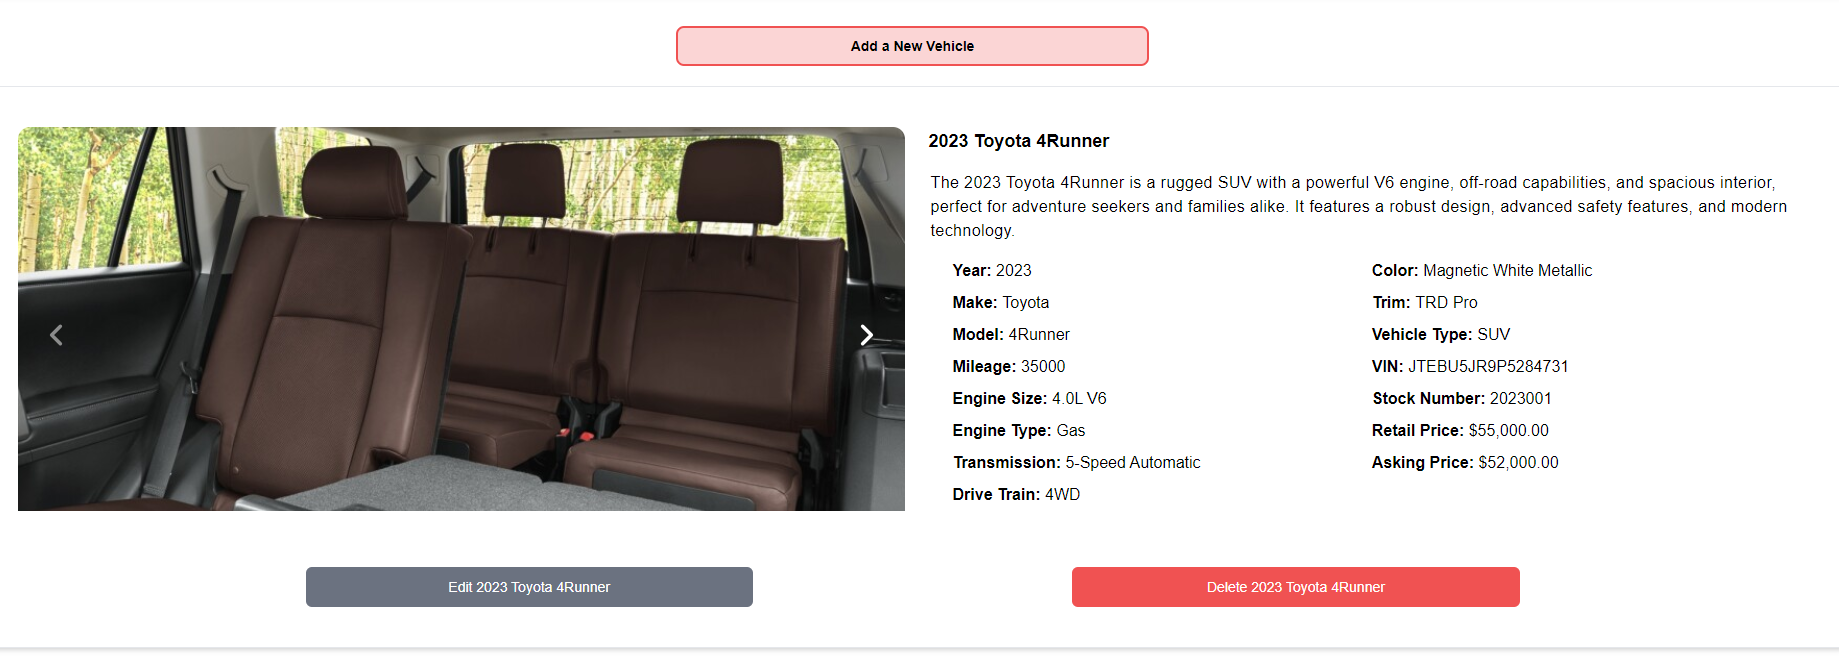 Add a New Vehicle
2023 Toyota 4Runner
The 2023 Toyota 4Runner is a rugged SUV with a powerful V6 engine, off-road capabilities, and spacious interior,
perfect for adventure seekers and families alike. It features a robust design, advanced safety features, and modern
technology.
Year: 2023
Make: Toyota
Model: 4Runner
Mileage: 35000
Engine Size: 4.0L V6
Engine Type: Gas
Transmission: 5-Speed Automatic
Drive Train: 4WD
Color: Magnetic White Metallic
Trim: TRD Pro
Vehicle Type: SUV
VIN: JTEBU5JR9P5284731
Stock Number: 2023001
Retail Price: $55,000.00
Asking Price: $52,000.00
Edit 2023 Toyota 4Runner
Delete 2023 Toyota 4Runner